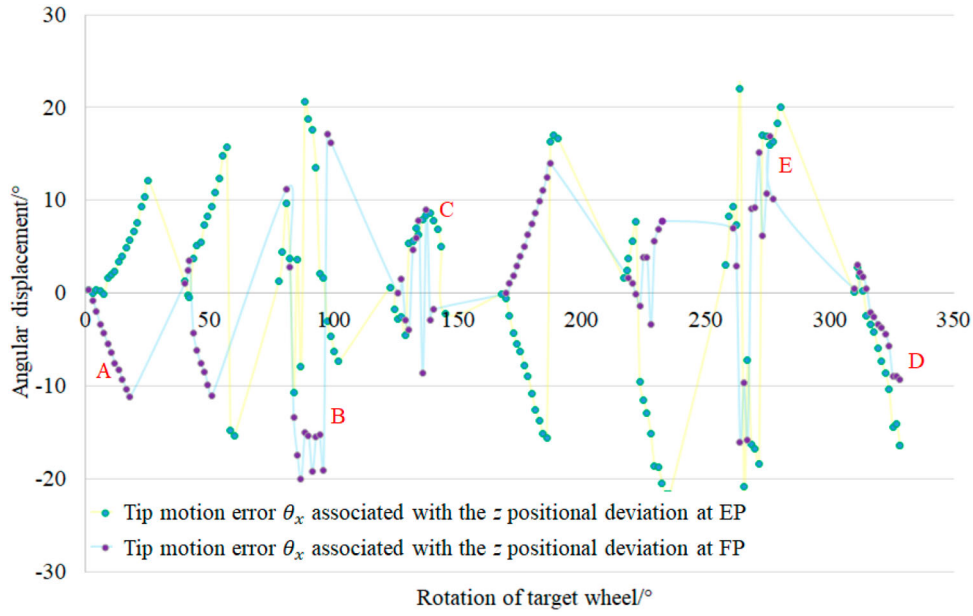 30
20
10
0
-10
-20
-30
Angular displacement/°
0 50 100 150 200 250 300 350
Rotation of target wheel/°
A
B
C
D
E
Tip motion error θₓ associated with the z positional deviation at EP
Tip motion error θₓ associated with the z positional deviation at FP